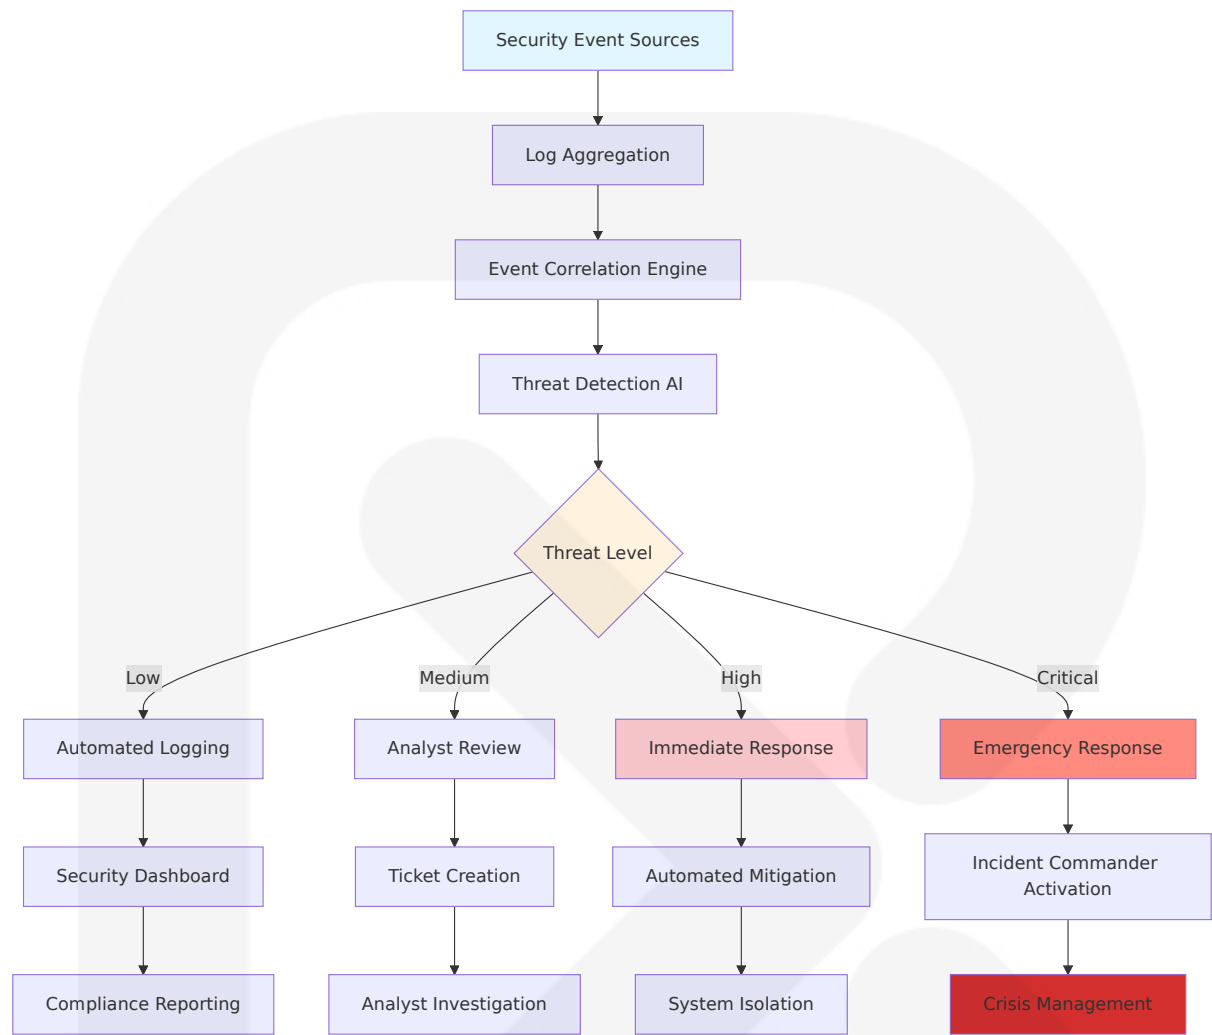 Security Event Sources
Log Aggregation
Event Correlation Engine
Threat Detection AI
Threat Level
Low
Medium
High
Critical
Automated Logging
Analyst Review
Immediate Response
Emergency Response
Security Dashboard
Ticket Creation
Automated Mitigation
Incident Commander
Activation
Compliance Reporting
Analyst Investigation
System Isolation
Crisis Management